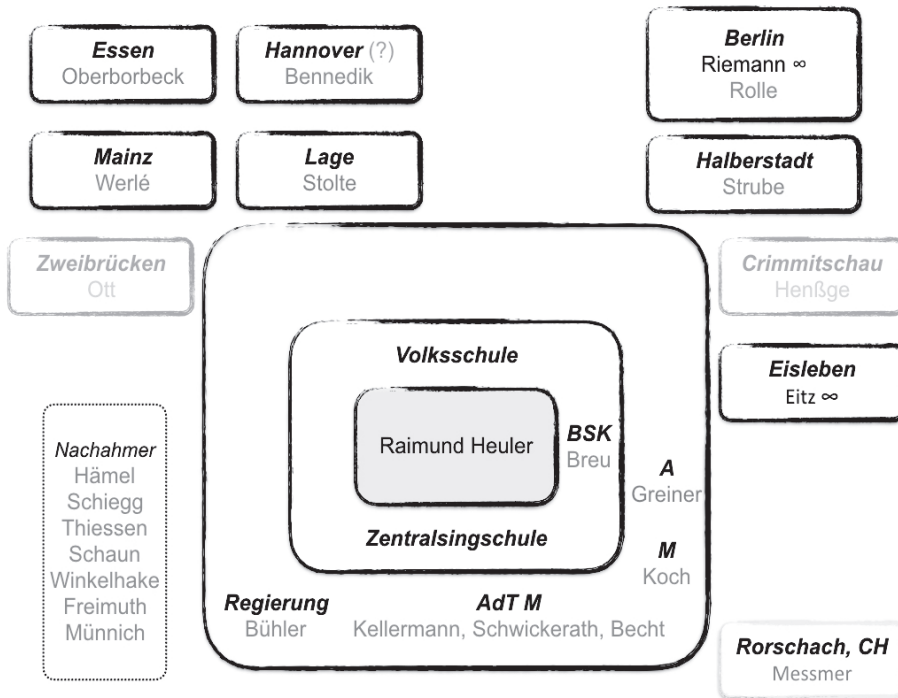 Essen
Oberborbeck
Hannover (?)
Bennedik
Berlin
Riemann ∞
Rolle
Mainz
Werlé
Lage
Stolte
Halberstadt
Strube
Zweibrücken
Ott
Crimmitschau
Henßge
Volksschule
Eisleben
Eitz ∞
Raimund Heuler
BSK
Breu
Nachahmer
Hämel
Schiegg
Thiessen
Schaun
Winkelhake
Freimuth
Münnich
A
Greiner
Zentralsingschule
M
Koch
Regierung
Bühler
AdT M
Kellermann, Schwickerath, Becht
Rorschach, CH
Messmer